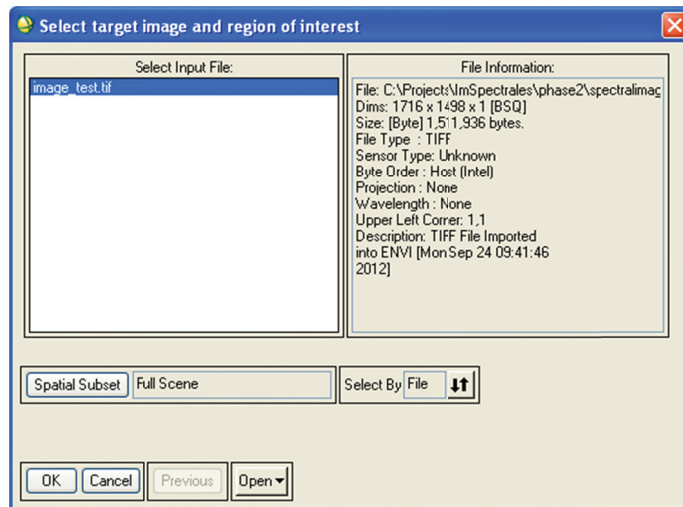 Select target image and region of interest
Select Input File:
image_test.tif
File Information:
File: C:\Projects\ImSpectrales\phase2\spectralimag
Dims: 1716 x 1498 x 1 [BSQ]
Size: [Byte] 1,511,936 bytes.
File Type : TIFF
Sensor Type: Unknown
Byte Order : Host (Intel)
Projection : None
Wavelength : None
Upper Left Corner: 1,1
Description: TIFF File Imported
into ENVI [Mon Sep 24 09:41:46
2012]
Spatial Subset Full Scene
Select By File
OK Cancel Previous Open